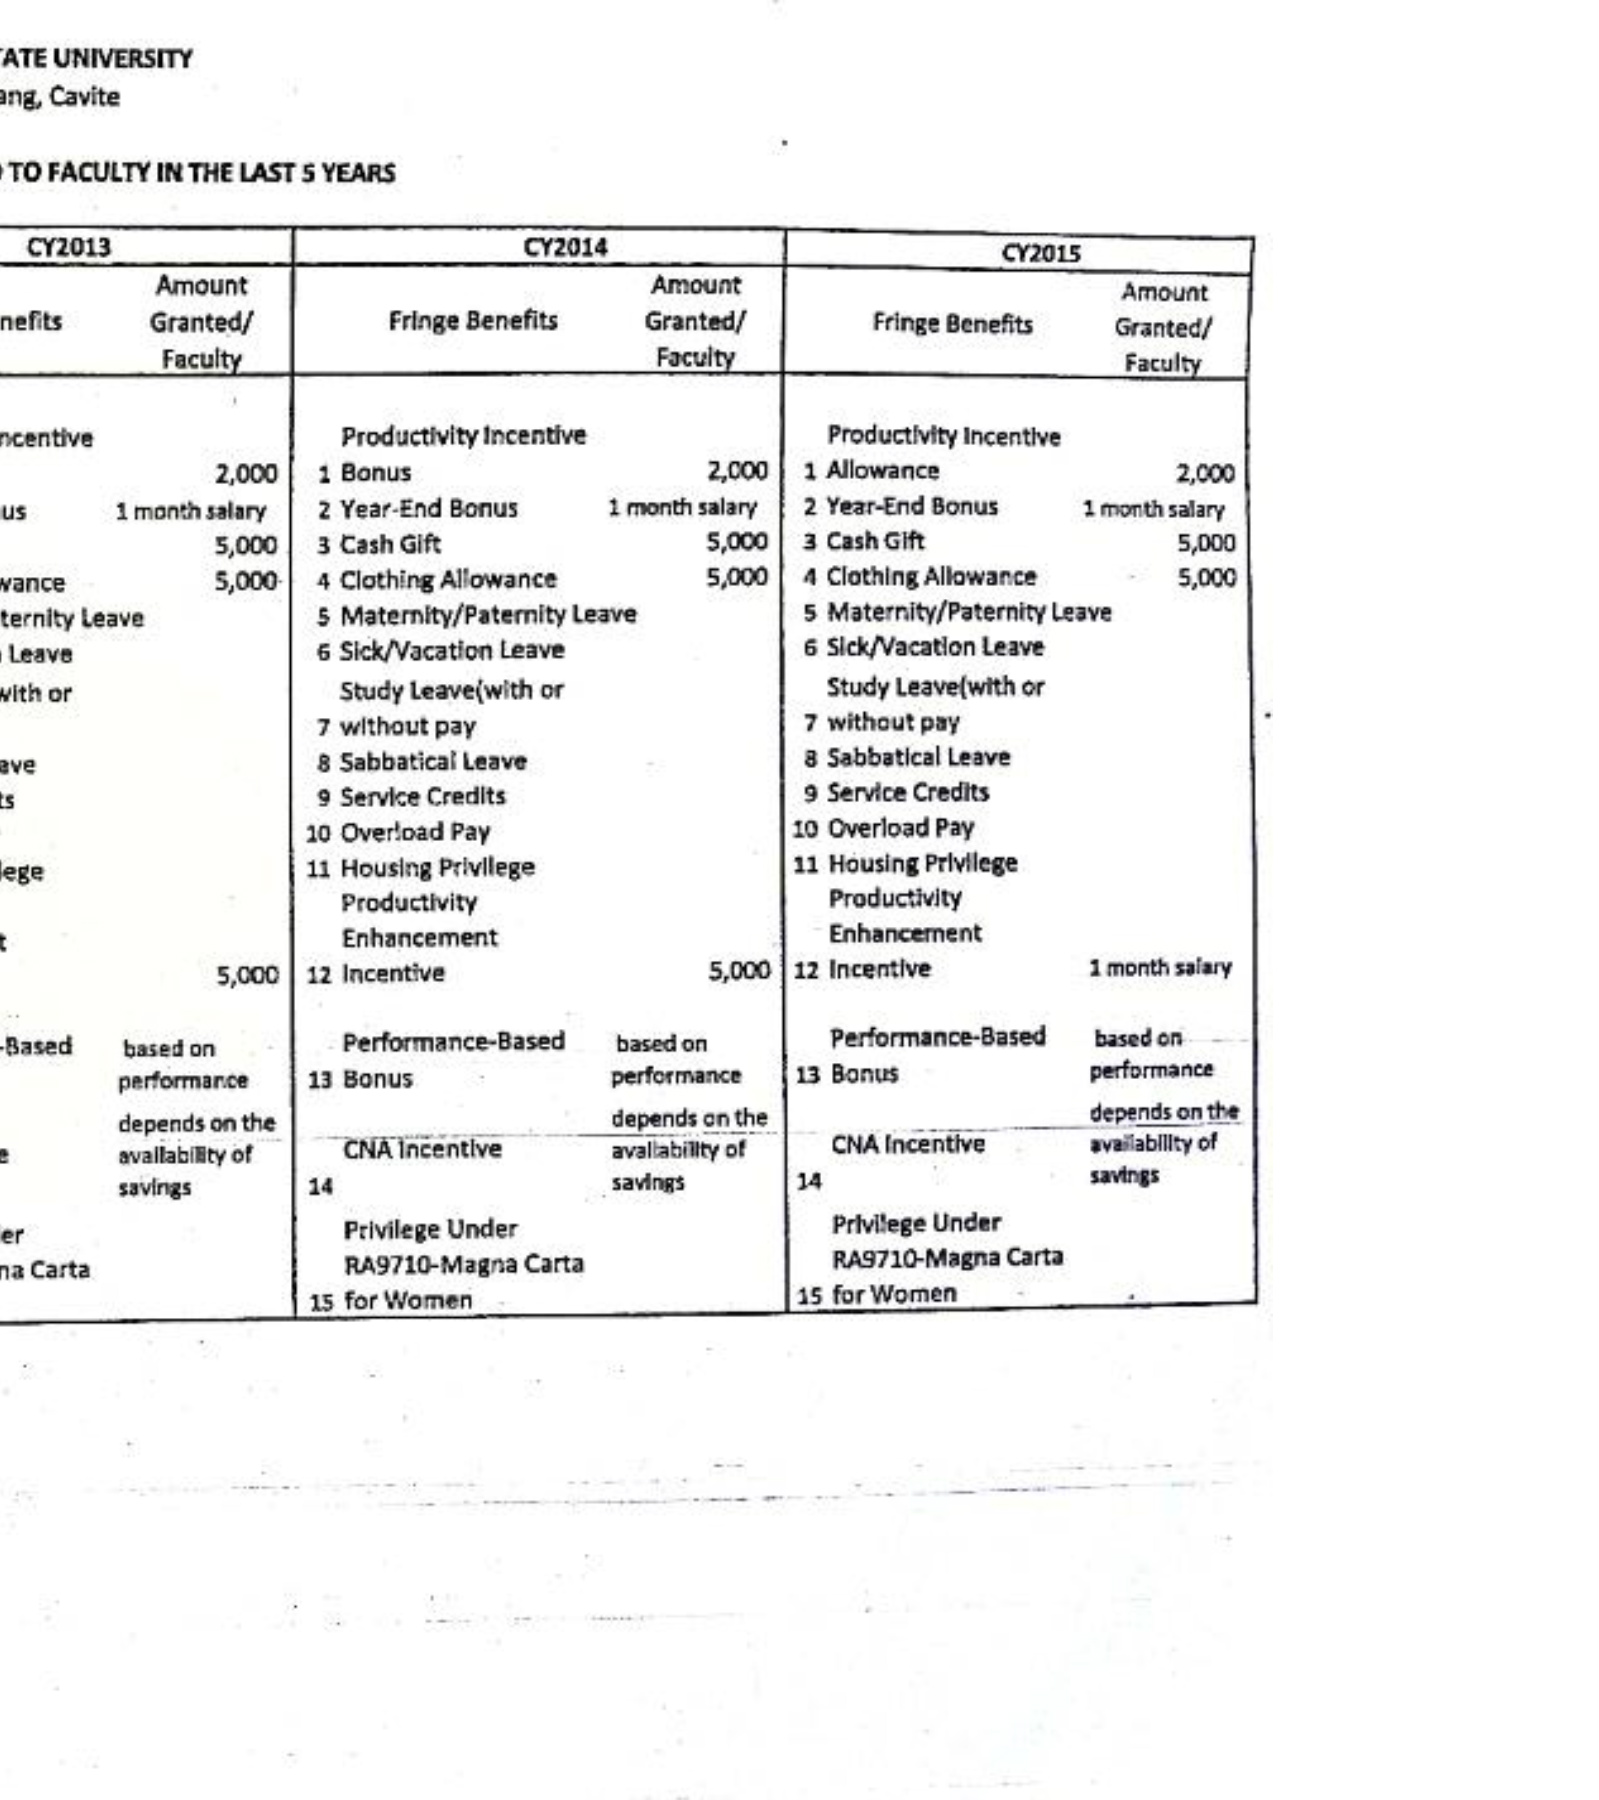 TATE UNIVERSITY
ang, Cavite
TO FACULTY IN THE LAST 5 YEARS
CY2013 CY2014 CY2015
Amount Amount Amount
nefits Granted/ Fringe Benefits Granted/ Fringe Benefits Granted/
Faculty Faculty Faculty
ncentive Productivity Incentive Productivity Incentive
2,000 1 Bonus 2,000 1 Allowance 2,000
us 1 month salary 2 Year-End Bonus 1 month salary 2 Year-End Bonus 1 month salary
5,000 3 Cash Gift 5,000 3 Cash Gift 5,000
wance 5,000 4 Clothing Allowance 5,000 4 Clothing Allowance 5,000
ternity Leave 5 Maternity/Paternity Leave 5 Maternity/Paternity Leave
Leave 6 Sick/Vacation Leave 6 Sick/Vacation Leave
with or Study Leave(with or Study Leave(with or
7 without pay 7 without pay
ave 8 Sabbatical Leave 8 Sabbatical Leave
ts 9 Service Credits 9 Service Credits
10 Overload Pay 10 Overload Pay
lege 11 Housing Privilege 11 Housing Privilege
Productivity Productivity
t Enhancement Enhancement
5,000 12 Incentive 5,000 12 Incentive 1 month salary
-Based based on Performance-Based based on Performance-Based based on
performance 13 Bonus performance 13 Bonus performance
depends on the depends on the depends on the
e availability of CNA Incentive availability of CNA Incentive availability of
savings 14 savings 14 savings
er Privilege Under Privilege Under
na Carta RA9710-Magna Carta RA9710-Magna Carta
15 for Women 15 for Women